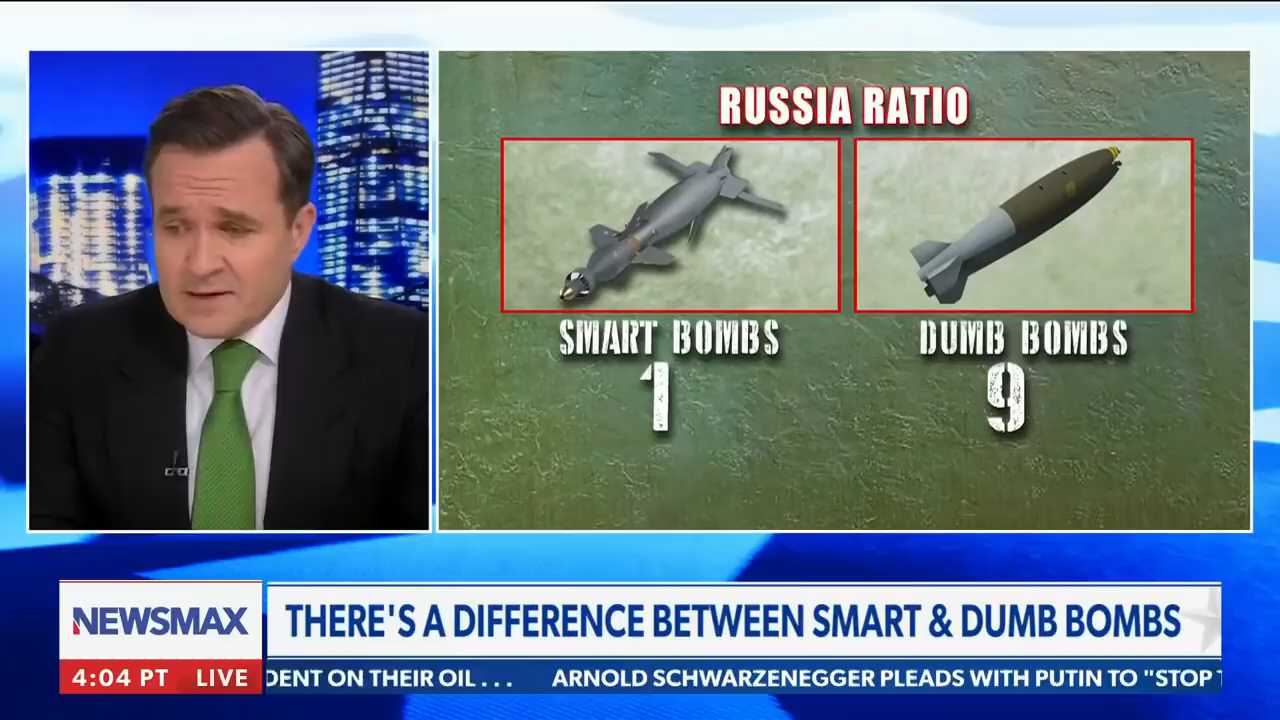 RUSSIA RATIO
SMART BOMBS
DUMB BOMBS
1
9
NEWSMAX
THERE'S A DIFFERENCE BETWEEN SMART & DUMB BOMBS
4:04 PT LIVE
DENT ON THEIR OIL . . . ARNOLD SCHWARZENEGGER PLEADS WITH PUTIN TO "STOP